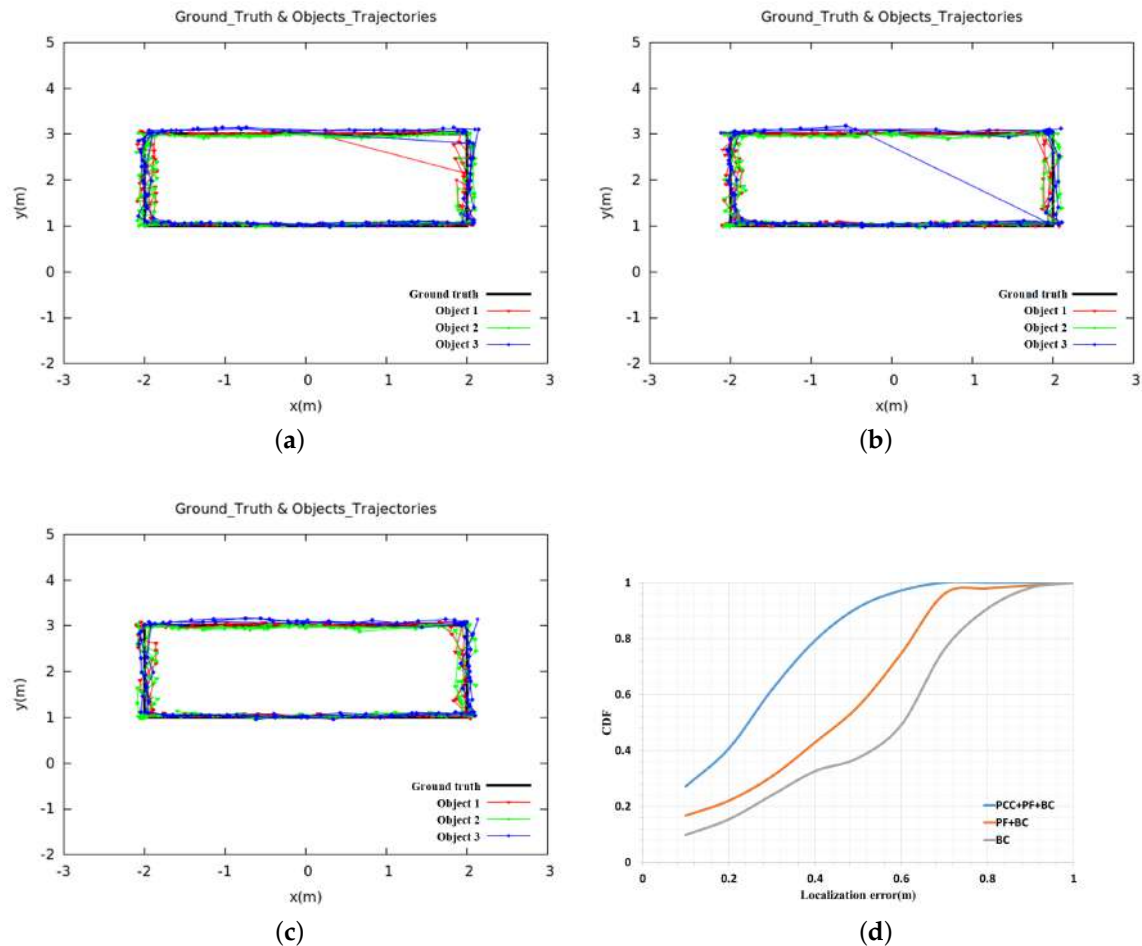 Ground_Truth & Objects_Trajectories
5
4
3
2
1
0
-1
-2
-3
-2
-1
0
1
2
3
y(m)
x(m)
Ground truth
Object 1
Object 2
Object 3
(a)
Ground_Truth & Objects_Trajectories
5
4
3
2
1
0
-1
-2
-3
-2
-1
0
1
2
3
y(m)
x(m)
Ground truth
Object 1
Object 2
Object 3
(b)
Ground_Truth & Objects_Trajectories
5
4
3
2
1
0
-1
-2
-3
-2
-1
0
1
2
3
y(m)
x(m)
Ground truth
Object 1
Object 2
Object 3
(c)
1
0.8
0.6
0.4
0.2
0
0
0.2
0.4
0.6
0.8
1
CDF
Localization error(m)
PCC+PF+BC
PF+BC
BC
(d)